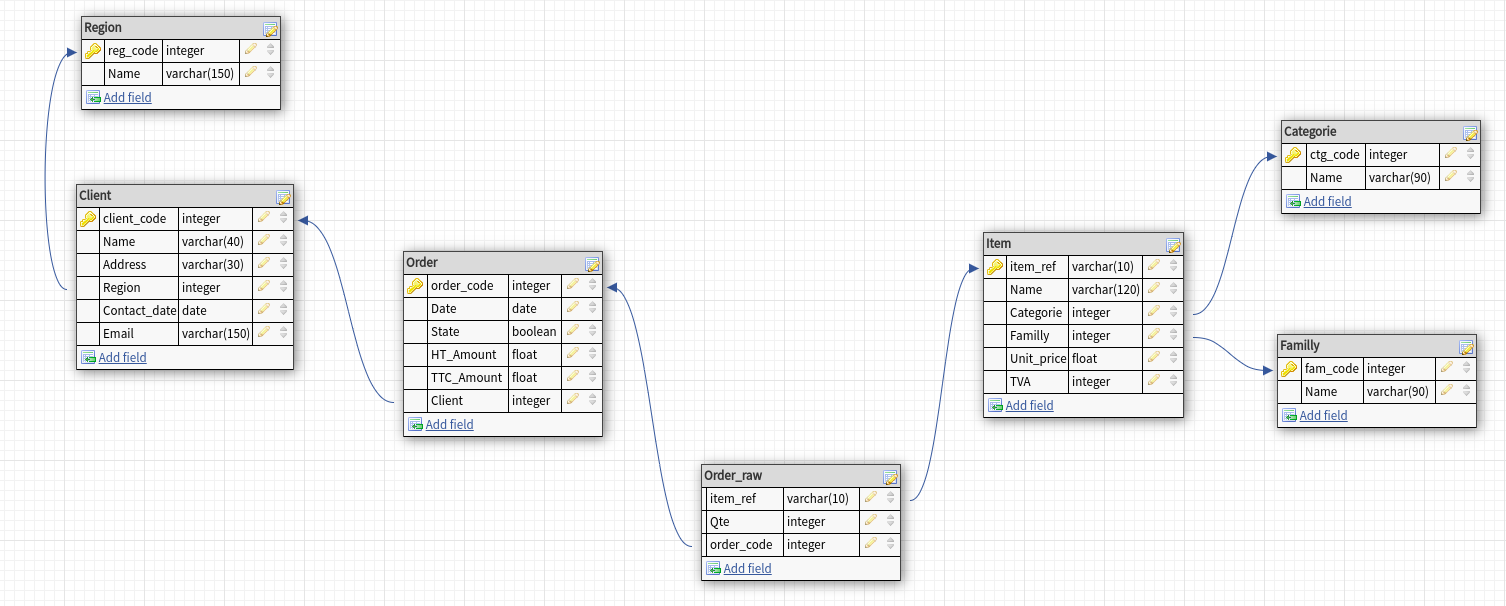 Region
reg_code integer
Name varchar(150)
Add field
Client
client_code integer
Name varchar(40)
Address varchar(30)
Region integer
Contact_date date
Email varchar(150)
Add field
Order
order_code integer
Date date
State boolean
HT_Amount float
TTC_Amount float
Client integer
Add field
Order_raw
item_ref varchar(10)
Qte integer
order_code integer
Add field
Item
item_ref varchar(10)
Name varchar(120)
Categorie integer
Familly integer
Unit_price float
TVA integer
Add field
Categorie
ctg_code integer
Name varchar(90)
Add field
Familly
fam_code integer
Name varchar(90)
Add field